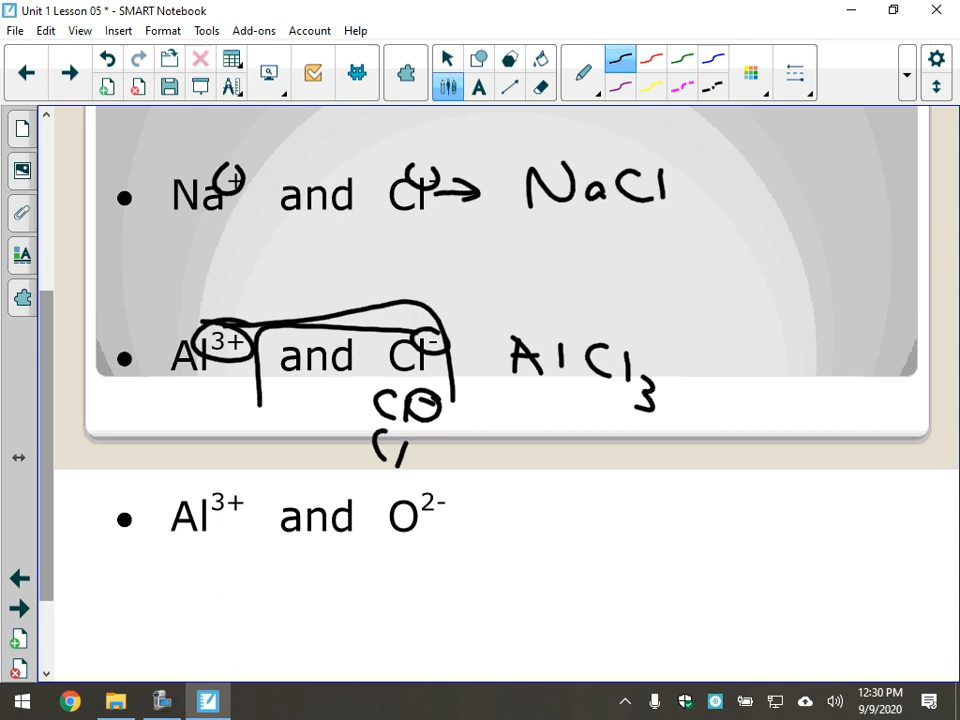 Unit 1 Lesson 05 * - SMART Notebook
File Edit View Insert Format Tools Add-ons Account Help
• Na⁺ and Cl⁻ → NaCl
• Al³⁺ and Cl⁻ AlCl₃
Cl⁻
Cl
• Al³⁺ and O²⁻
12:30 PM
9/9/2020